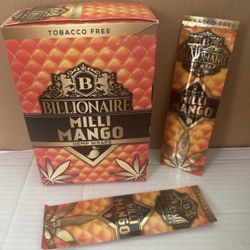 TOBACCO FREE
B
BILLIONAIRE
MILLI
MANGO
HEMP WRAPS
TOBACCO FREE
BILLIONAIRE
MILLI
MANGO
MILLI
MANGO